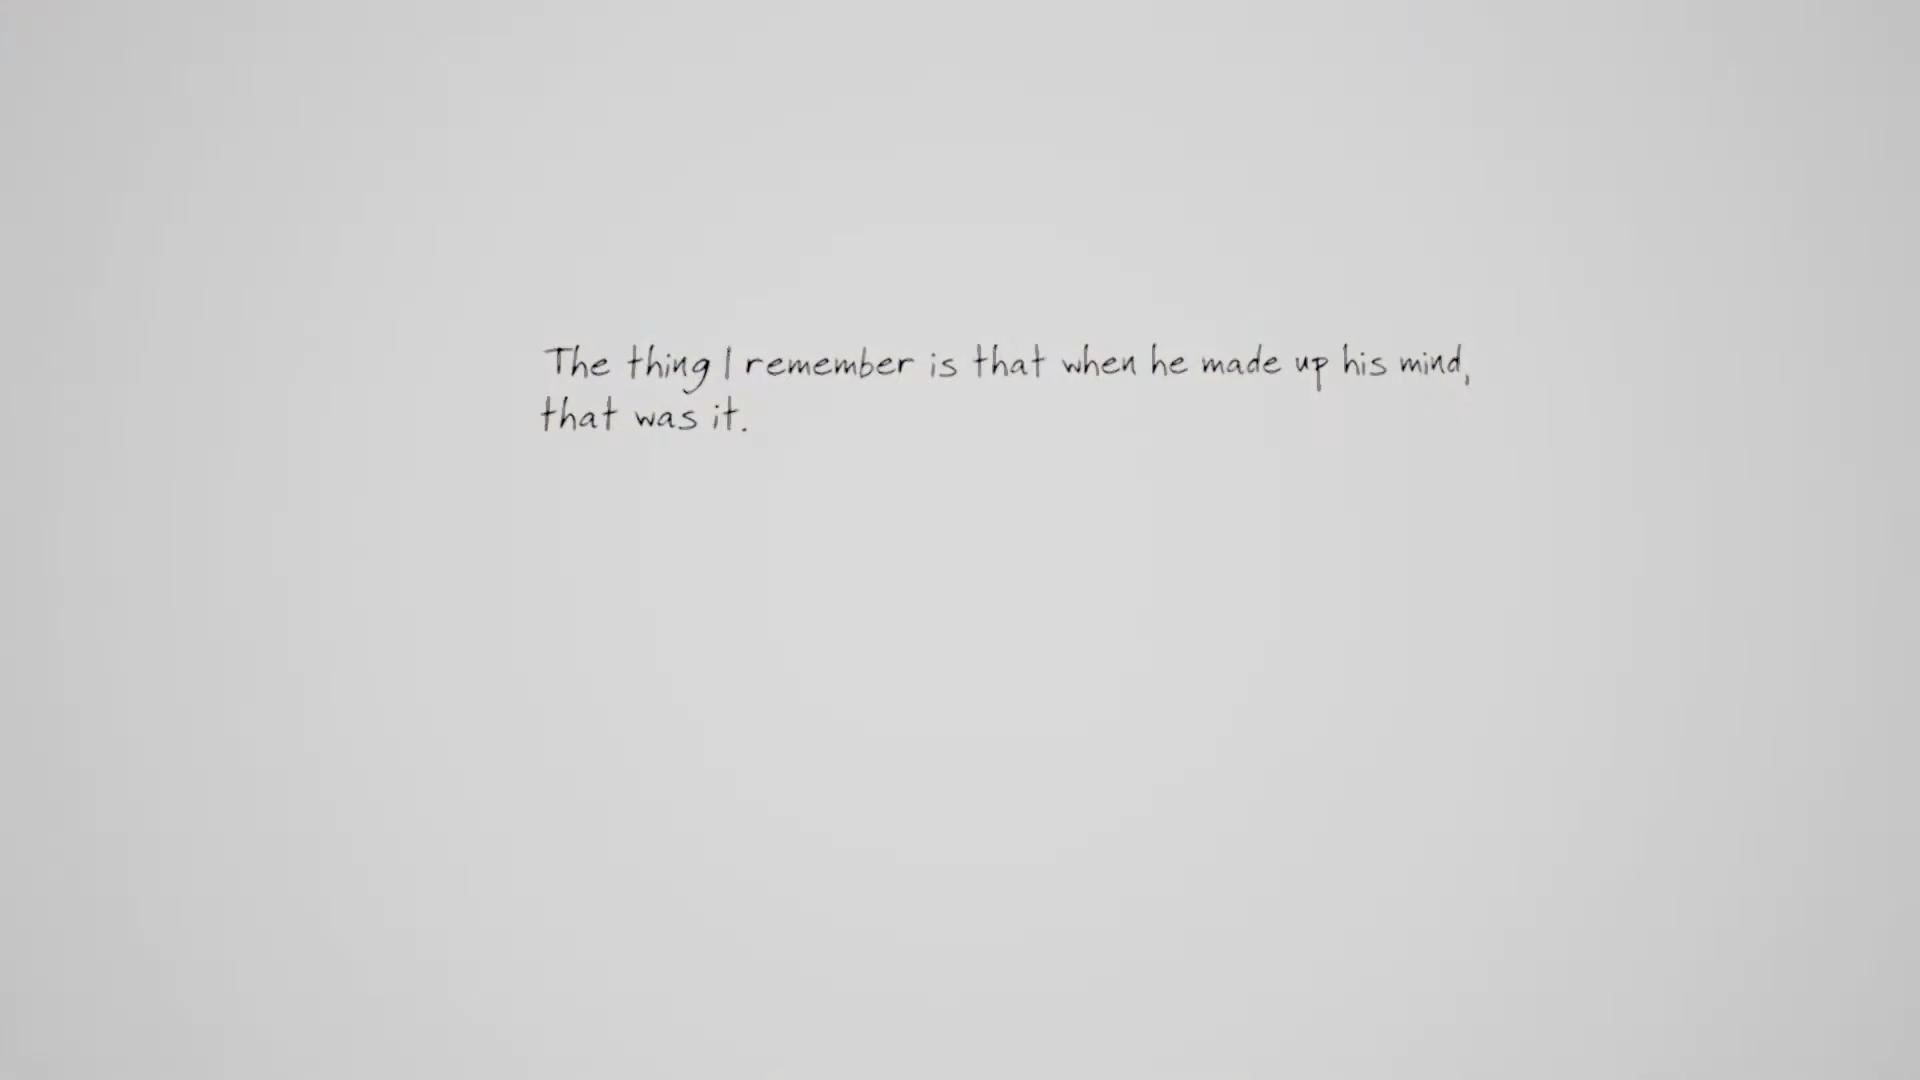 The thing I remember is that when he made up his mind,
that was it.